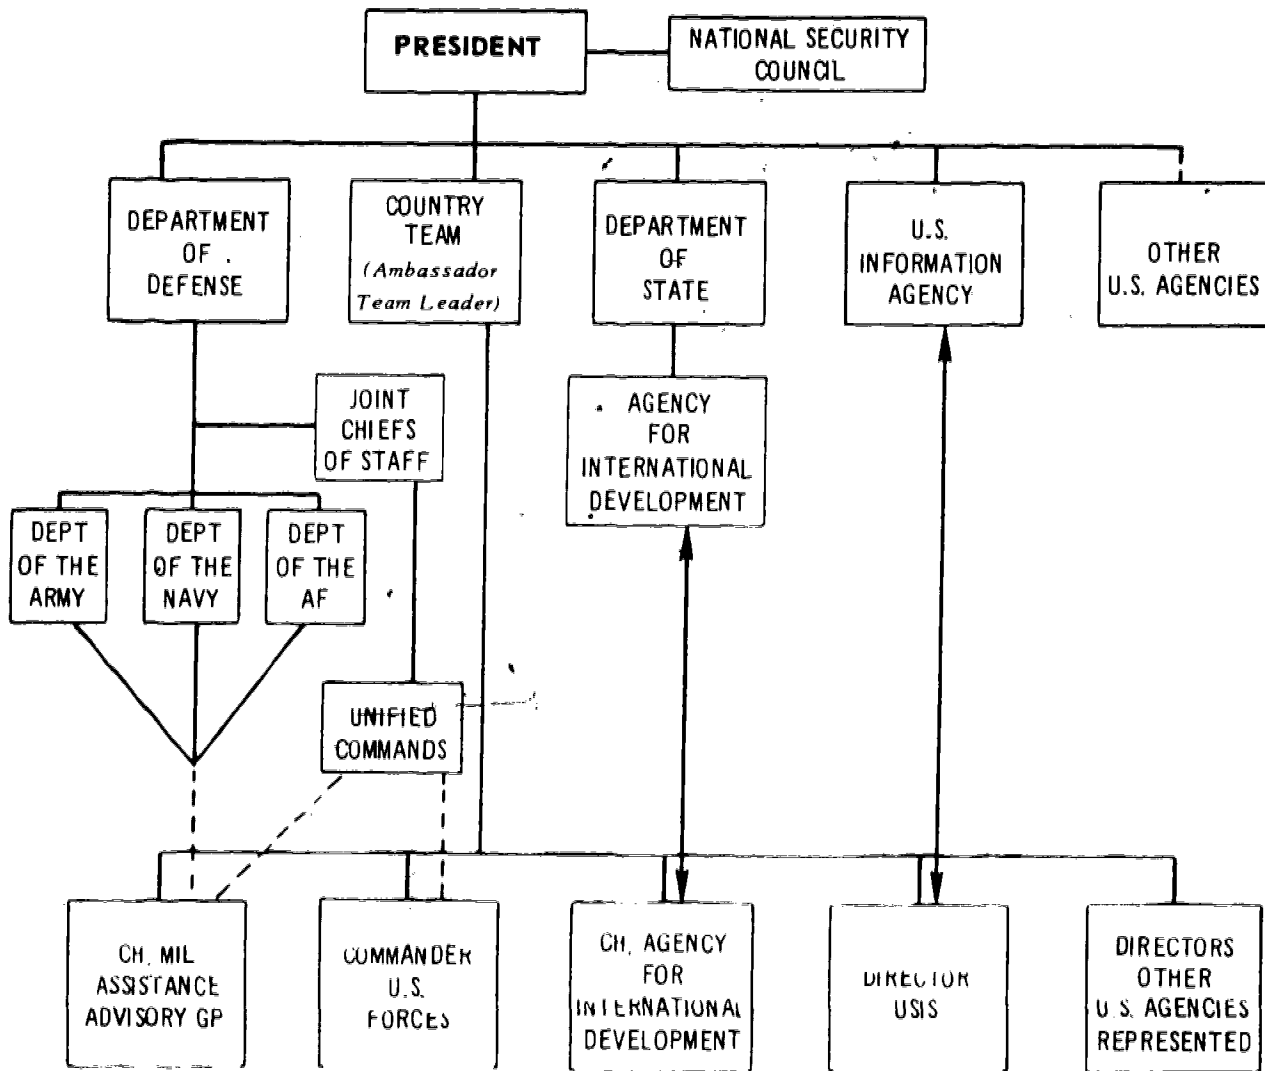 PRESIDENT
NATIONAL SECURITY
COUNCIL
DEPARTMENT
OF
DEFENSE
COUNTRY
TEAM
(Ambassador
Team Leader)
DEPARTMENT
OF
STATE
U.S.
INFORMATION
AGENCY
OTHER
U.S. AGENCIES
JOINT
CHIEFS
OF STAFF
AGENCY
FOR
INTERNATIONAL
DEVELOPMENT
DEPT
OF THE
ARMY
DEPT
OF THE
NAVY
DEPT
OF THE
AF
UNIFIED
COMMANDS
CH, MIL
ASSISTANCE
ADVISORY GP
COMMANDER
U.S.
FORCES
CH, AGENCY
FOR
INTERNATIONAL
DEVELOPMENT
DIRECTOR
USIS
DIRECTORS
OTHER
U.S. AGENCIES
REPRESENTED